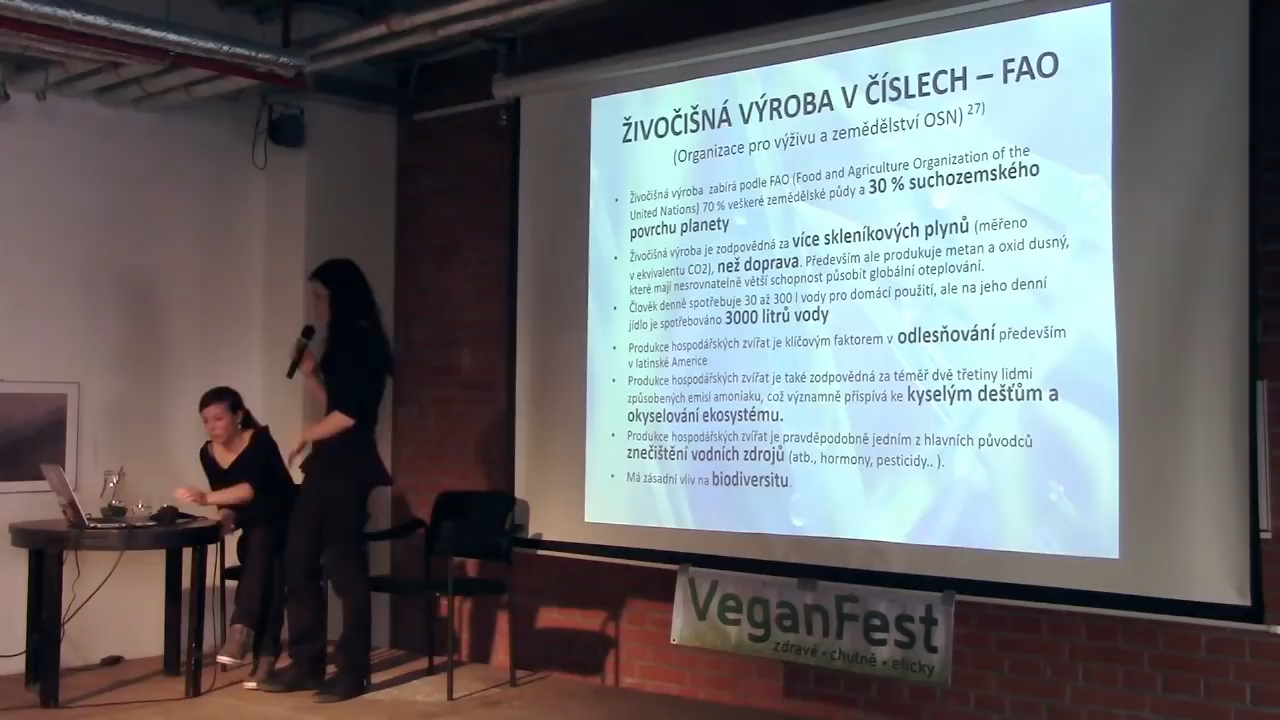 ŽIVOČIŠNÁ VÝROBA V ČÍSLECH – FAO
(Organizace pro výživu a zemědělství OSN) 27)
• Živočišná výroba zabírá podle FAO (Food and Agriculture Organization of the
United Nations) 70 % veškeré zemědělské půdy a 30 % suchozemského
povrchu planety
• Živočišná výroba je zodpovědná za více skleníkových plynů (měřeno
v ekvivalentu CO2), než doprava. Především ale produkuje metan a oxid dusný,
které mají nesrovnatelně větší schopnost působit globální oteplování.
• Člověk denně spotřebuje 30 až 300 l vody pro domácí použití, ale na jeho denní
jídlo je spotřebováno 3000 litrů vody
• Produkce hospodářských zvířat je klíčovým faktorem v odlesňování především
v latinské Americe
• Produkce hospodářských zvířat je také zodpovědná za téměř dvě třetiny lidmi
způsobených emisí amoniaku, což významně přispívá ke kyselým dešťům a
okyselování ekosystému.
• Produkce hospodářských zvířat je pravděpodobně jedním z hlavních původců
znečištění vodních zdrojů (atb., hormony, pesticidy.. ).
• Má zásadní vliv na biodiversitu.
VeganFest
zdravě • chutně • eticky